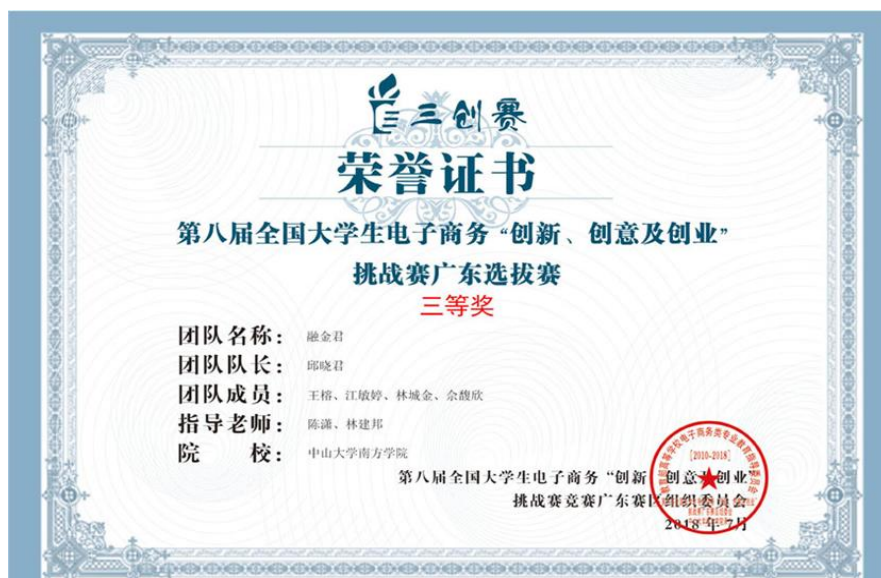 三创赛
荣誉证书
第八届全国大学生电子商务“创新、创意及创业”
挑战赛广东选拔赛
三等奖
团队名称： 融金君
团队队长： 邱晓君
团队成员： 王榕、江敏婷、林城金、佘馥欣
指导老师： 陈潇、林建邦
院 校： 中山大学南方学院
第八届全国大学生电子商务“创新、创意及创业”
挑战赛竞赛广东赛区组织委员会
2018年7月
[2010-2018]